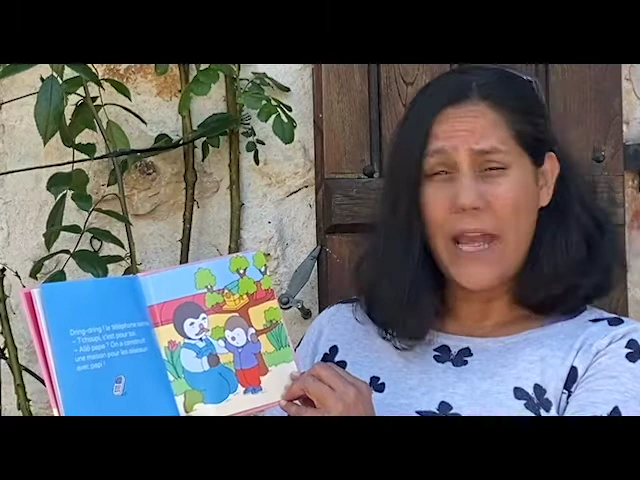 Dring-dring ! le téléphone sonne.
– T'choupi, c'est pour toi.
– Allô papa ? On a construit
une maison pour les oiseaux
avec papi !